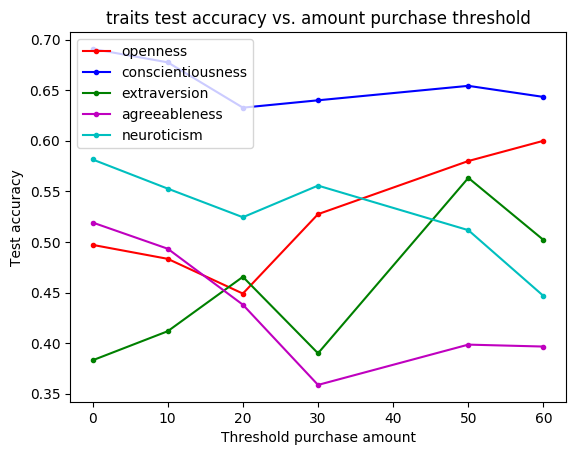 traits test accuracy vs. amount purchase threshold
0.70
0.65
0.60
0.55
0.50
0.45
0.40
0.35
Test accuracy
openness
conscientiousness
extraversion
agreeableness
neuroticism
0 10 20 30 40 50 60
Threshold purchase amount